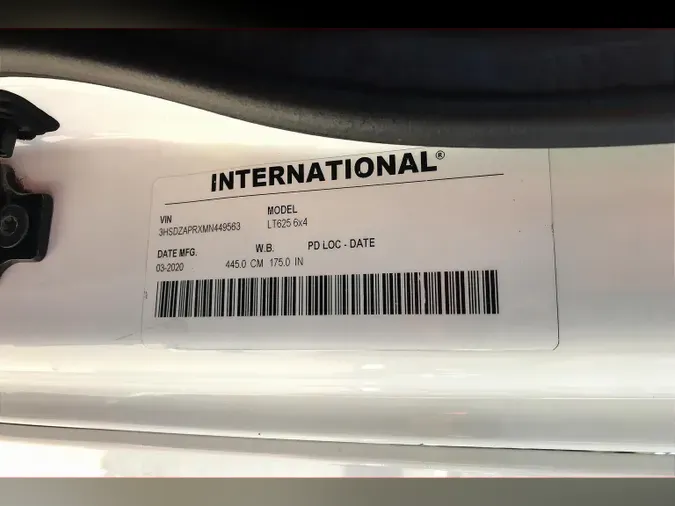 INTERNATIONAL®
VIN MODEL
3HSDZAPRXMN449563 LT625 6x4
DATE MFG. W.B. PD LOC - DATE
03-2020 445.0 CM 175.0 IN